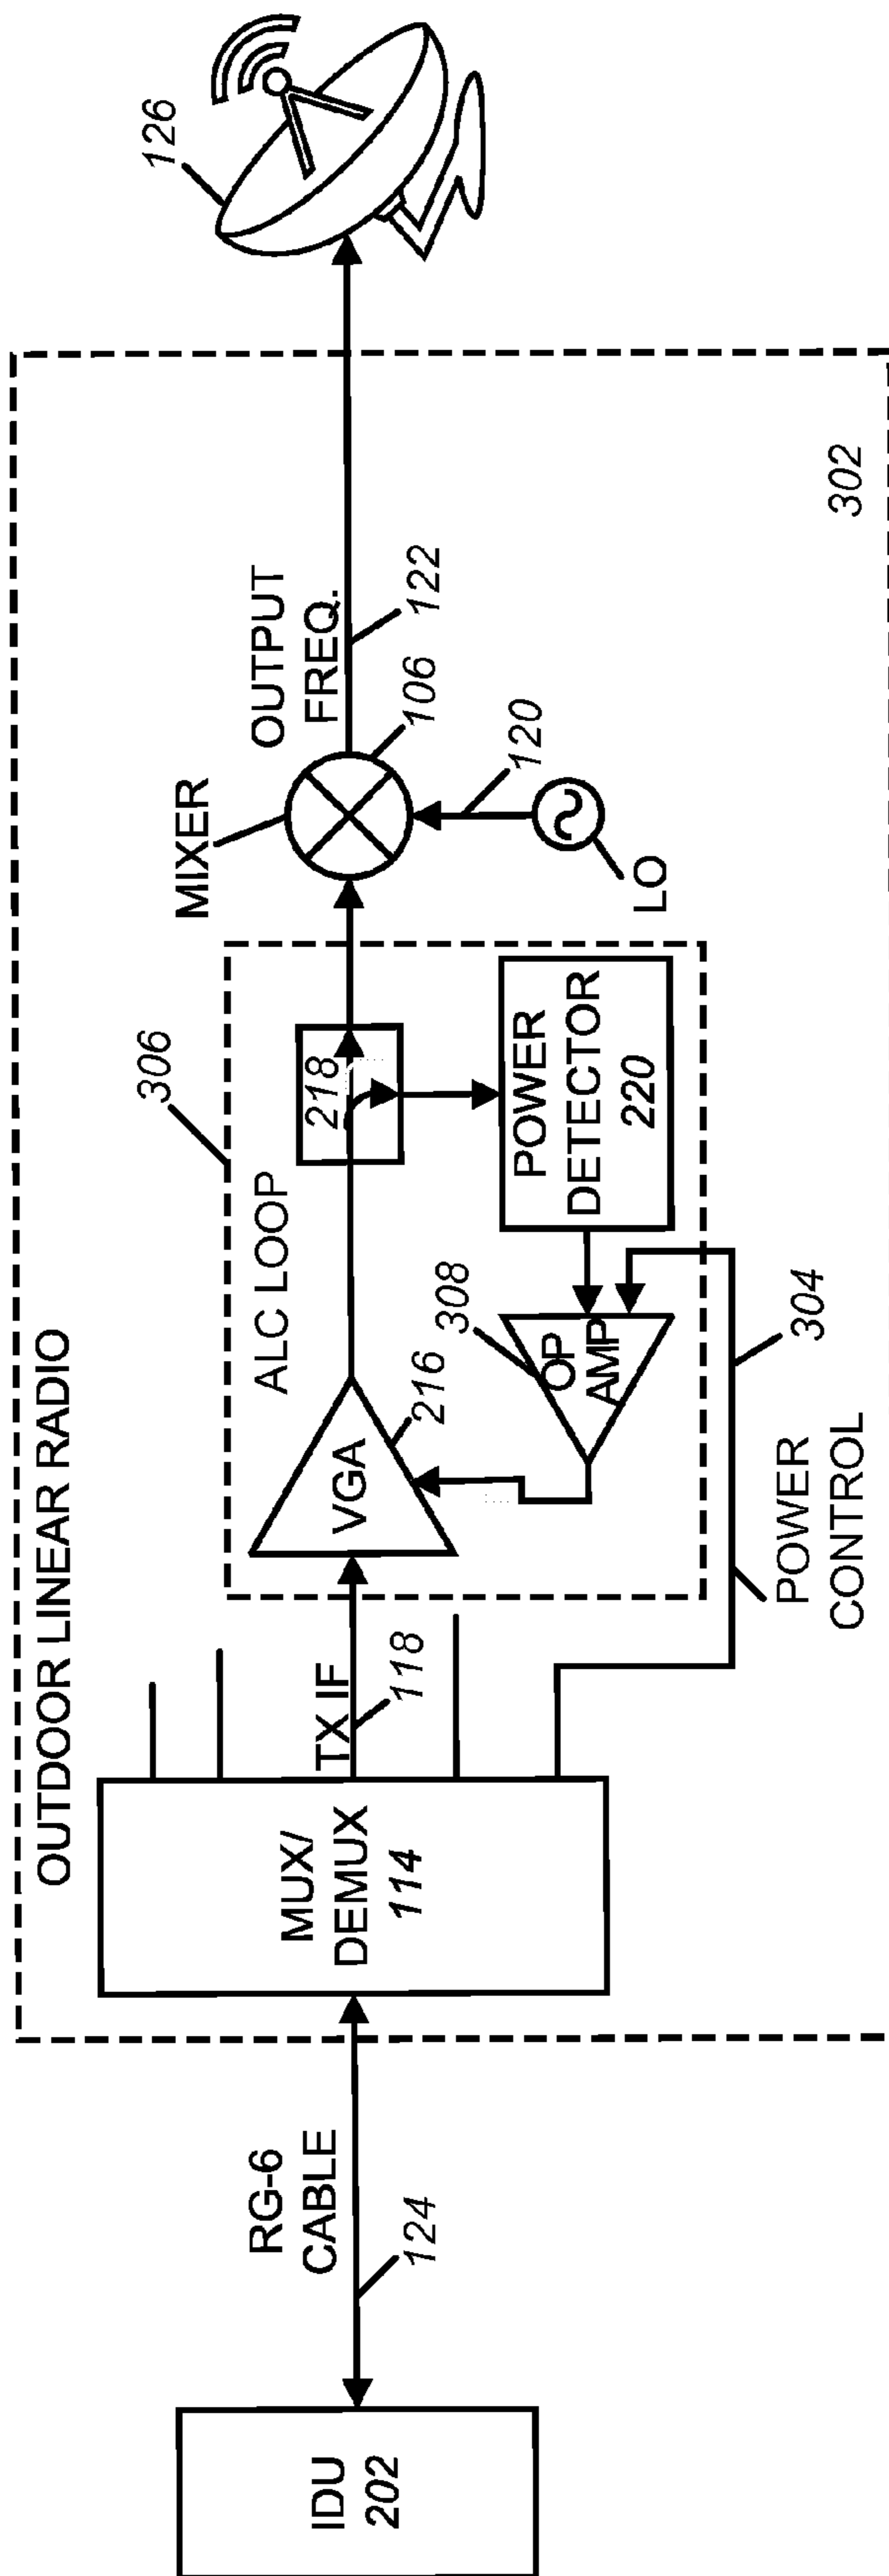 OUTDOOR LINEAR RADIO
IDU
202
RG-6
CABLE
124
MUX/
DEMUX
114
TX IF
118
ALC LOOP
306
VGA
216
218
OP
AMP
308
POWER
DETECTOR
220
POWER
CONTROL
304
MIXER
106
LO
120
OUTPUT
FREQ.
122
126
302